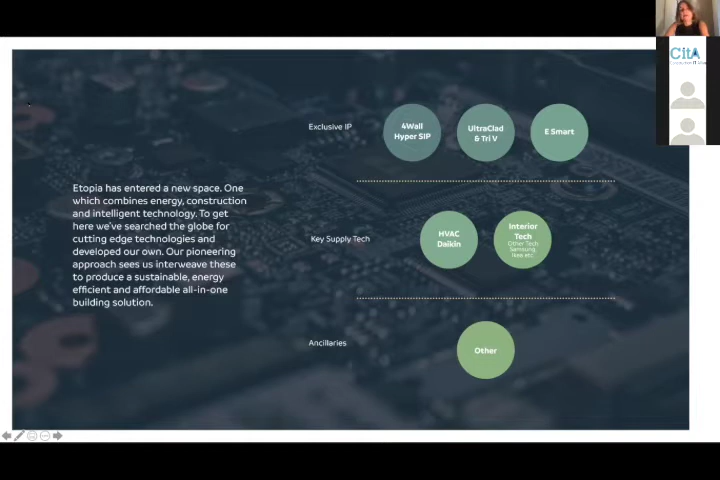 CitA
Exclusive IP
4Wall
Hyper SIP
UltraClad
& Tri V
E Smart
Etopia has entered a new space. One
which combines energy, construction
and intelligent technology. To get
here we've searched the globe for
cutting edge technologies and
developed our own. Our pioneering
approach sees us interweave these
to produce a sustainable, energy
efficient and affordable all-in-one
building solution.
Key Supply Tech
HVAC
Daikin
Interior
Tech
Other Tech
Samsung,
Ikea etc
Ancillaries
Other